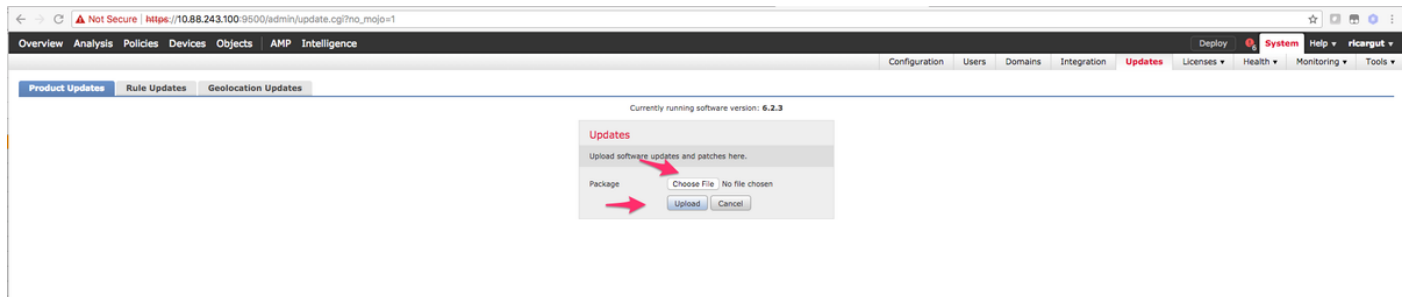 Not Secure | https://10.88.243.100:9500/admin/update.cgi?no_mojo=1
Overview Analysis Policies Devices Objects AMP Intelligence Deploy 6 System Help ricargut
Configuration Users Domains Integration Updates Licenses Health Monitoring Tools
Product Updates Rule Updates Geolocation Updates
Currently running software version: 6.2.3
Updates
Upload software updates and patches here.
Package Choose File No file chosen
Upload Cancel